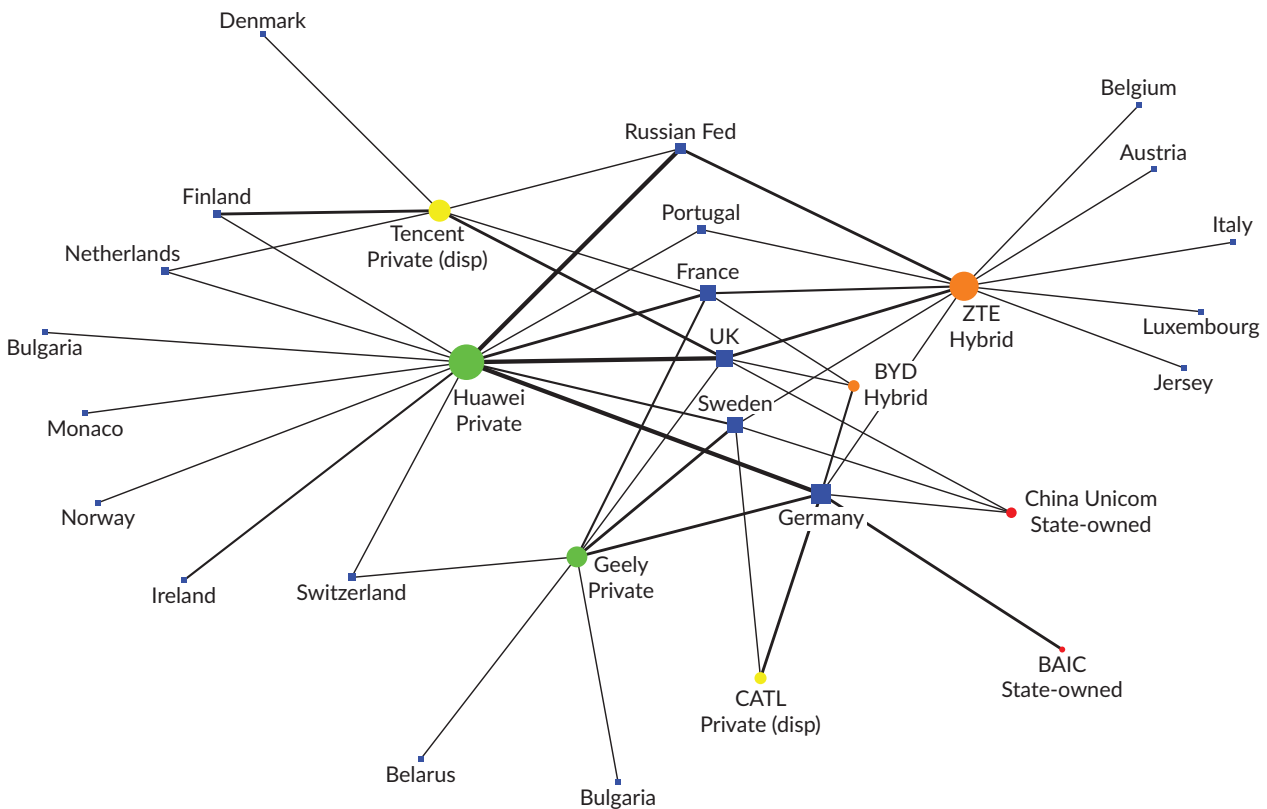 Denmark
Belgium
Russian Fed
Austria
Finland
Portugal
Italy
Tencent
Private (disp)
Netherlands
France
ZTE
Hybrid
Luxembourg
UK
Bulgaria
BYD
Hybrid
Jersey
Huawei
Private
Sweden
Monaco
China Unicom
State-owned
Norway
Germany
Geely
Private
Ireland
Switzerland
BAIC
State-owned
CATL
Private (disp)
Belarus
Bulgaria